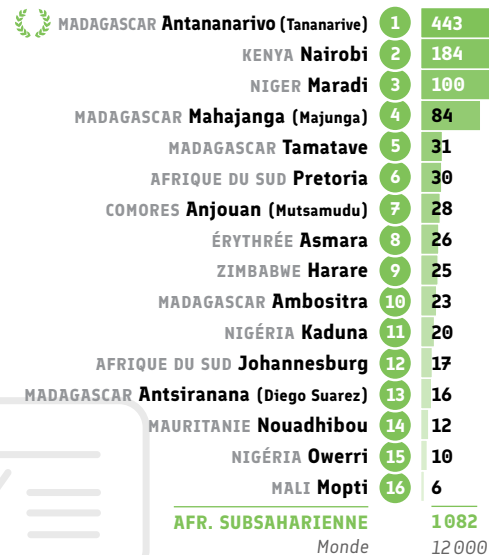 MADAGASCAR Antananarivo (Tananarive) 1 443
KENYA Nairobi 2 184
NIGER Maradi 3 100
MADAGASCAR Mahajanga (Majunga) 4 84
MADAGASCAR Tamatave 5 31
AFRIQUE DU SUD Pretoria 6 30
COMORES Anjouan (Mutsamudu) 7 28
ÉRYTHRÉE Asmara 8 26
ZIMBABWE Harare 9 25
MADAGASCAR Ambositra 10 23
NIGÉRIA Kaduna 11 20
AFRIQUE DU SUD Johannesburg 12 17
MADAGASCAR Antsiranana (Diego Suarez) 13 16
MAURITANIE Nouadhibou 14 12
NIGÉRIA Owerri 15 10
MALI Mopti 16 6
AFR. SUBSAHARIENNE 1 082
Monde 12 000